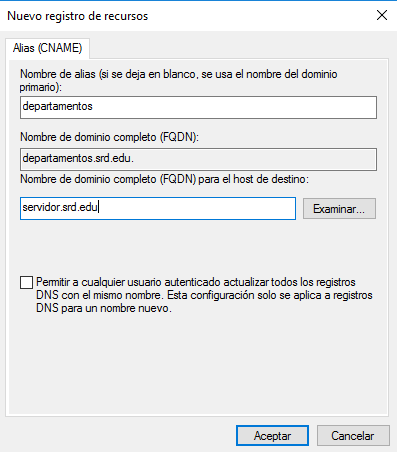 Nuevo registro de recursos
Alias (CNAME)
Nombre de alias (si se deja en blanco, se usa el nombre del dominio
primario):
departamentos
Nombre de dominio completo (FQDN):
departamentos.srd.edu.
Nombre de dominio completo (FQDN) para el host de destino:
servidor.srd.edu
Examinar...
Permitir a cualquier usuario autenticado actualizar todos los registros
DNS con el mismo nombre. Esta configuración solo se aplica a registros
DNS para un nombre nuevo.
Aceptar
Cancelar